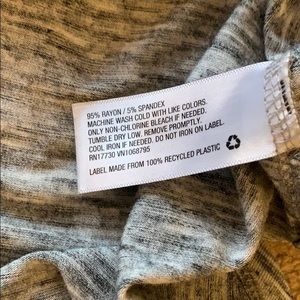 95% RAYON / 5% SPANDEX
MACHINE WASH COLD WITH LIKE COLORS.
ONLY NON-CHLORINE BLEACH IF NEEDED.
TUMBLE DRY LOW. REMOVE PROMPTLY.
COOL IRON IF NEEDED. DO NOT IRON ON LABEL.
RN17730 VN1068795
LABEL MADE FROM 100% RECYCLED PLASTIC